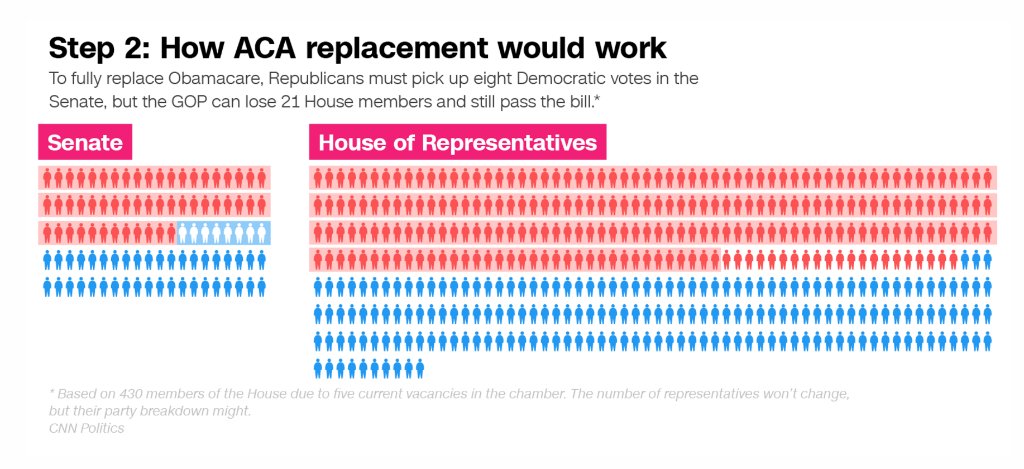 Step 2: How ACA replacement would work
To fully replace Obamacare, Republicans must pick up eight Democratic votes in the
Senate, but the GOP can lose 21 House members and still pass the bill.*
Senate
House of Representatives
* Based on 430 members of the House due to five current vacancies in the chamber. The number of representatives won't change,
but their party breakdown might.
CNN Politics